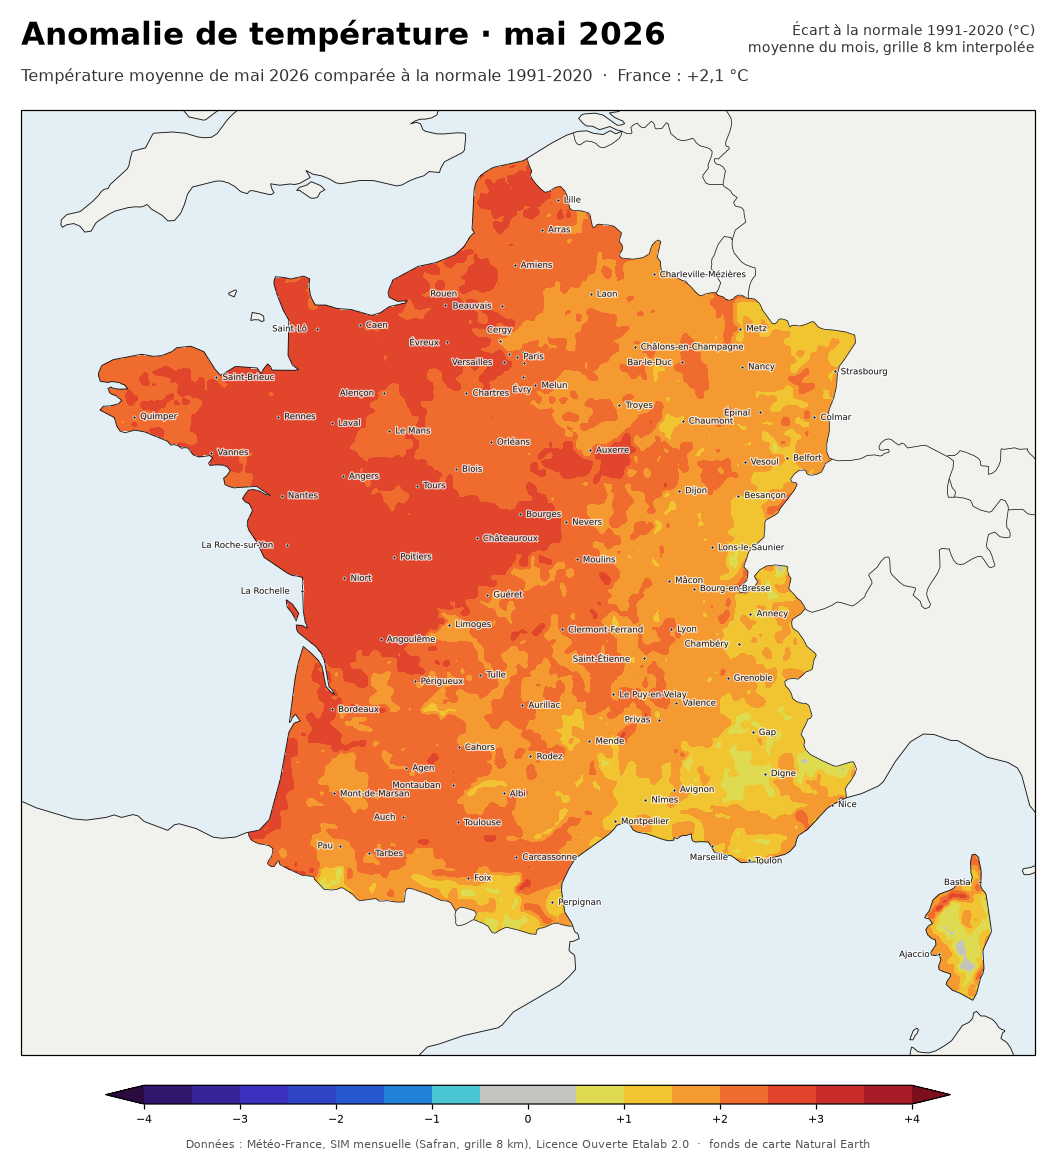 Anomalie de température · mai 2026
Écart à la normale 1991-2020 (°C)
moyenne du mois, grille 8 km interpolée
Température moyenne de mai 2026 comparée à la normale 1991-2020 · France : +2,1 °C
Lille
Arras
Amiens
Charleville-Mézières
Rouen
Laon
Beauvais
Saint-Lô
Caen
Cergy
Metz
Évreux
Châlons-en-Champagne
Versailles
Paris
Bar-le-Duc
Nancy
Strasbourg
Saint-Brieuc
Alençon
Chartres
Évry
Melun
Quimper
Rennes
Laval
Le Mans
Troyes
Chaumont
Épinal
Colmar
Orléans
Vannes
Auxerre
Vesoul
Belfort
Angers
Blois
Tours
Nantes
Dijon
Besançon
Bourges
Nevers
La Roche-sur-Yon
Châteauroux
Lons-le-Saunier
Poitiers
Moulins
Niort
Mâcon
La Rochelle
Guéret
Bourg-en-Bresse
Annecy
Limoges
Clermont-Ferrand
Lyon
Angoulême
Chambéry
Saint-Étienne
Périgueux
Tulle
Grenoble
Le Puy-en-Velay
Bordeaux
Aurillac
Valence
Privas
Gap
Mende
Cahors
Rodez
Agen
Digne
Montauban
Mont-de-Marsan
Albi
Avignon
Nîmes
Nice
Auch
Toulouse
Montpellier
Pau
Tarbes
Carcassonne
Marseille
Toulon
Foix
Bastia
Perpignan
Ajaccio
−4 −3 −2 −1 0 +1 +2 +3 +4
Données : Météo-France, SIM mensuelle (Safran, grille 8 km), Licence Ouverte Etalab 2.0 · fonds de carte Natural Earth